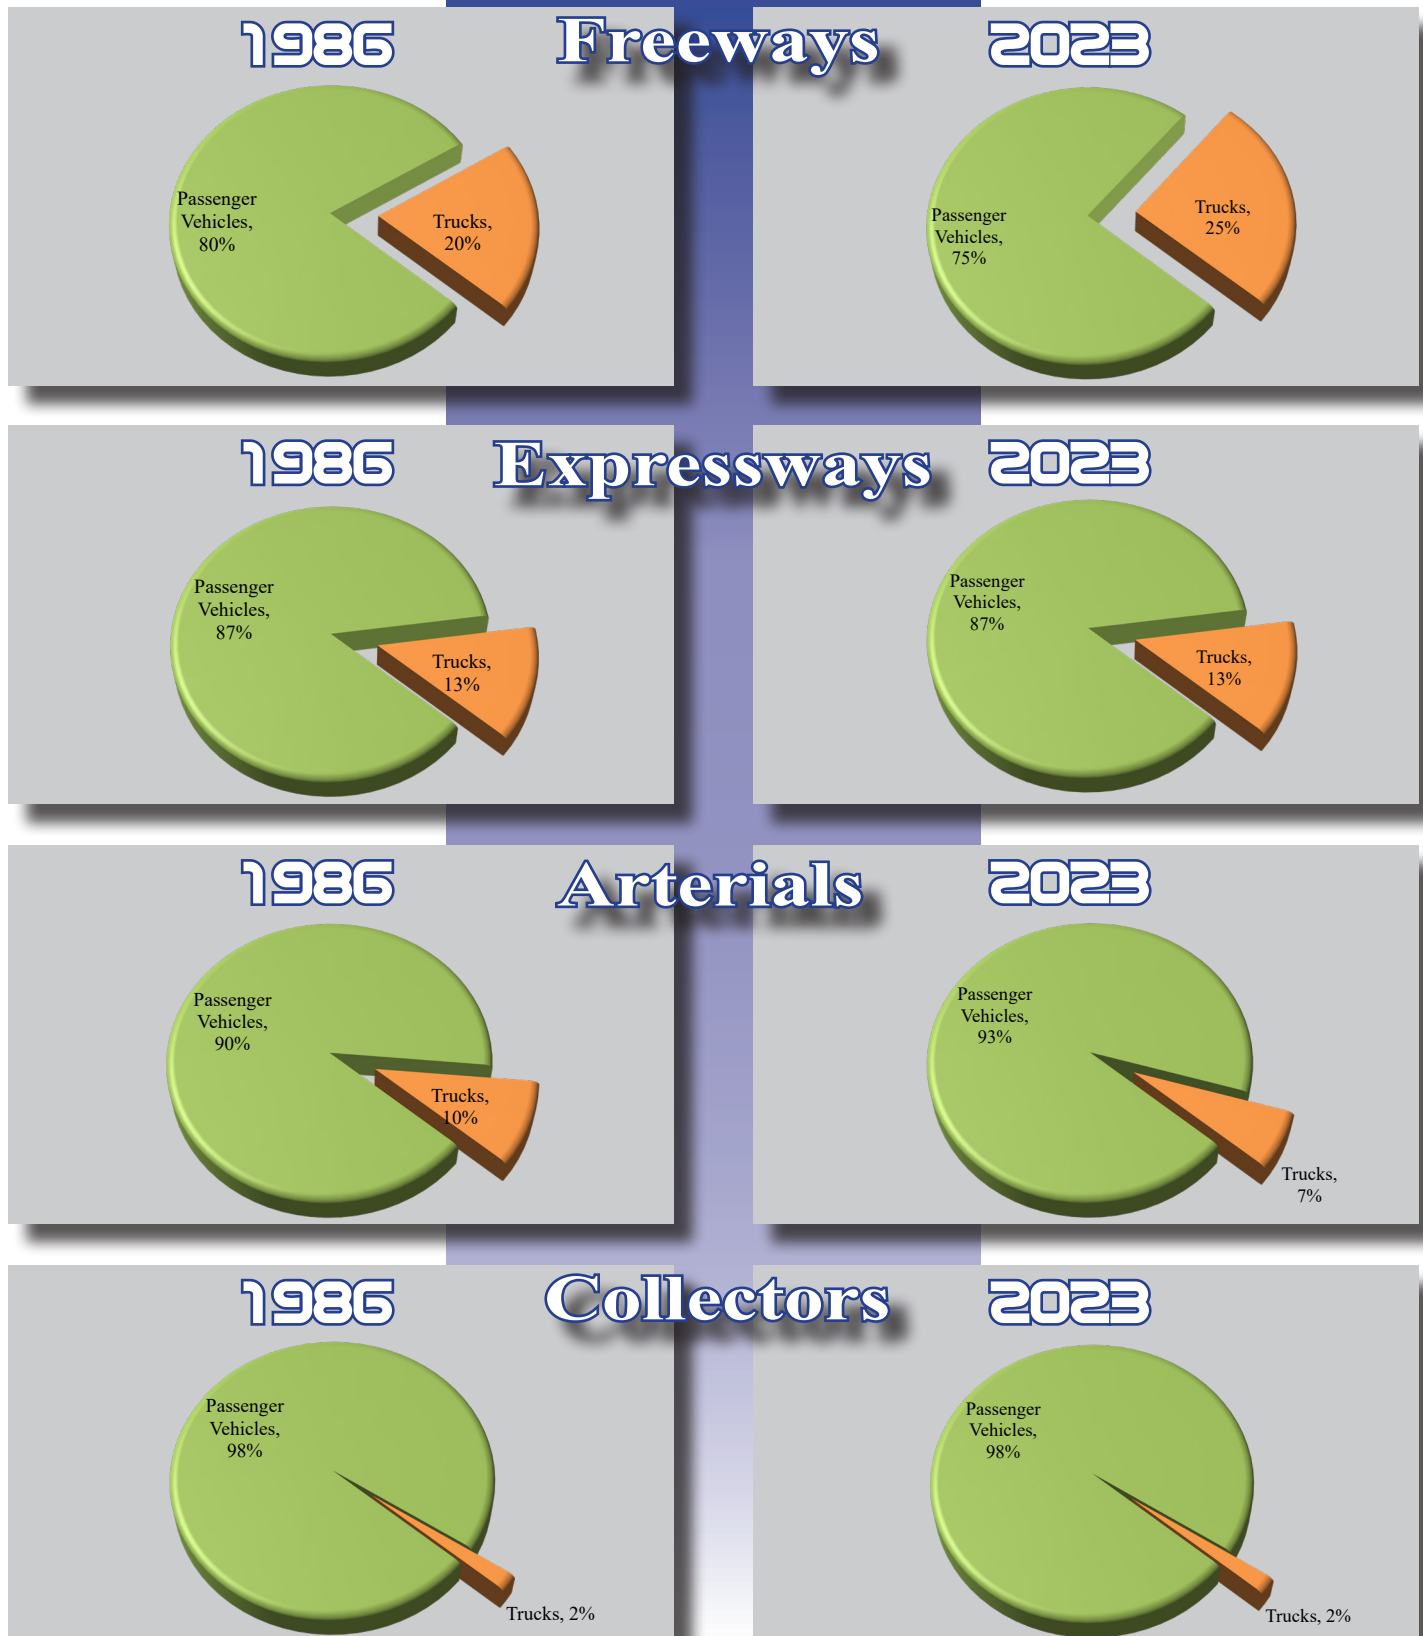 1986
Freeways
2023
Passenger
Vehicles,
80%
Trucks,
20%
Passenger
Vehicles,
75%
Trucks,
25%
1986
Expressways
2023
Passenger
Vehicles,
87%
Trucks,
13%
Passenger
Vehicles,
87%
Trucks,
13%
1986
Arterials
2023
Passenger
Vehicles,
90%
Trucks,
10%
Passenger
Vehicles,
93%
Trucks,
7%
1986
Collectors
2023
Passenger
Vehicles,
98%
Trucks, 2%
Passenger
Vehicles,
98%
Trucks, 2%